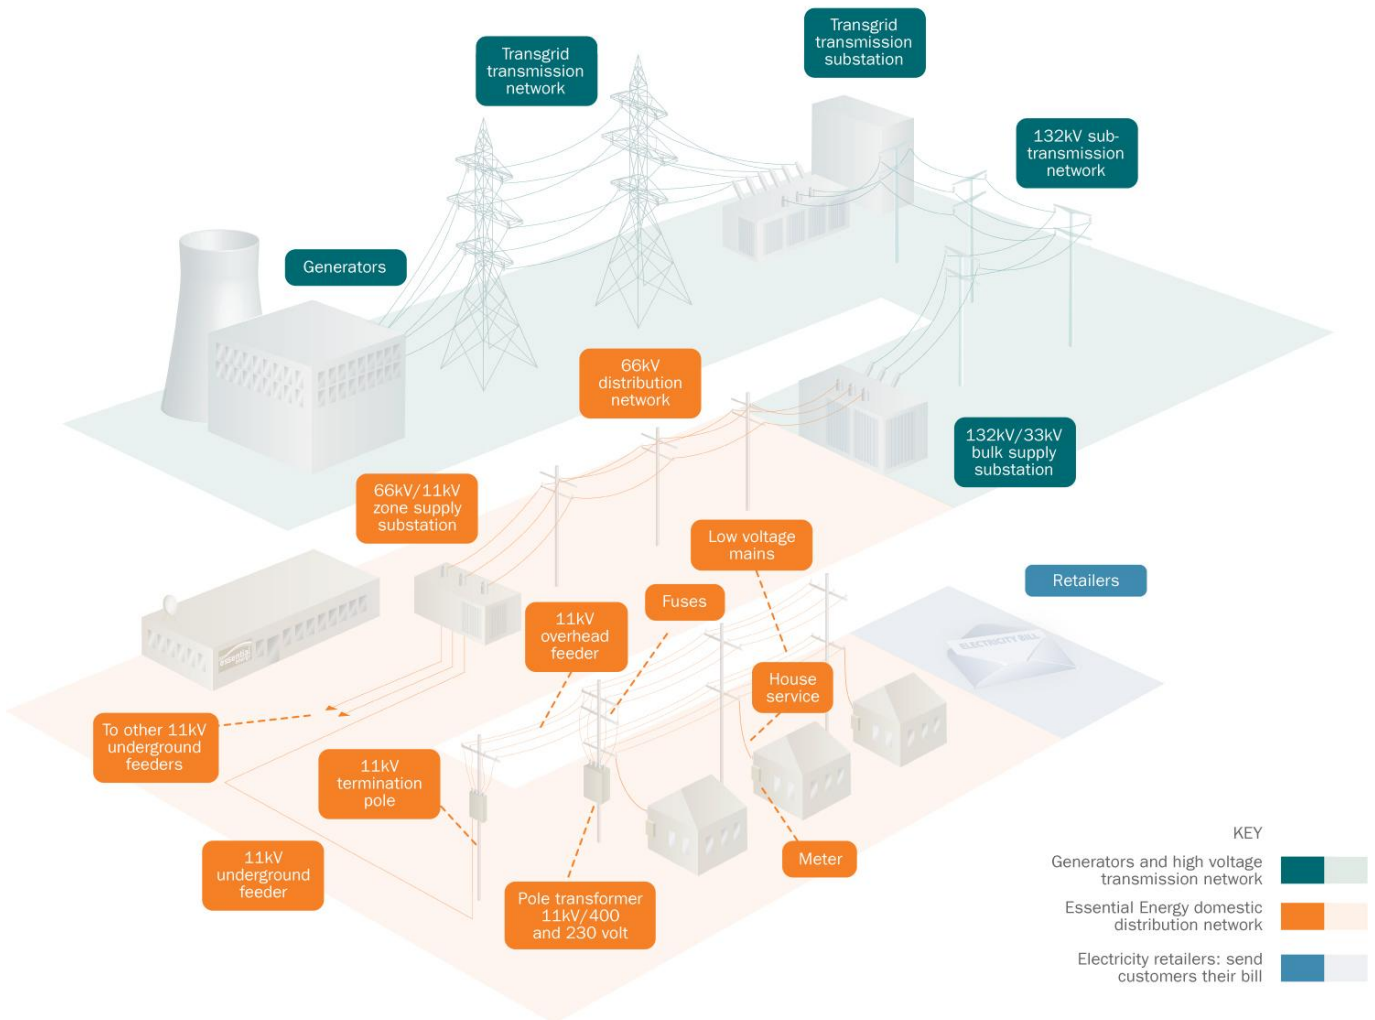 Transgrid
transmission
substation
Transgrid
transmission
network
132kV sub-
transmission
network
Generators
66kV
distribution
network
132kV/33kV
bulk supply
substation
66kV/11kV
zone supply
substation
Low voltage
mains
Retailers
ELECTRICITY BILL
Fuses
11kV
overhead
feeder
essential
House
service
To other 11kV
underground
feeders
11kV
termination
pole
Meter
11kV
underground
feeder
Pole transformer
11kV/400
and 230 volt
KEY
Generators and high voltage
transmission network
Essential Energy domestic
distribution network
Electricity retailers: send
customers their bill